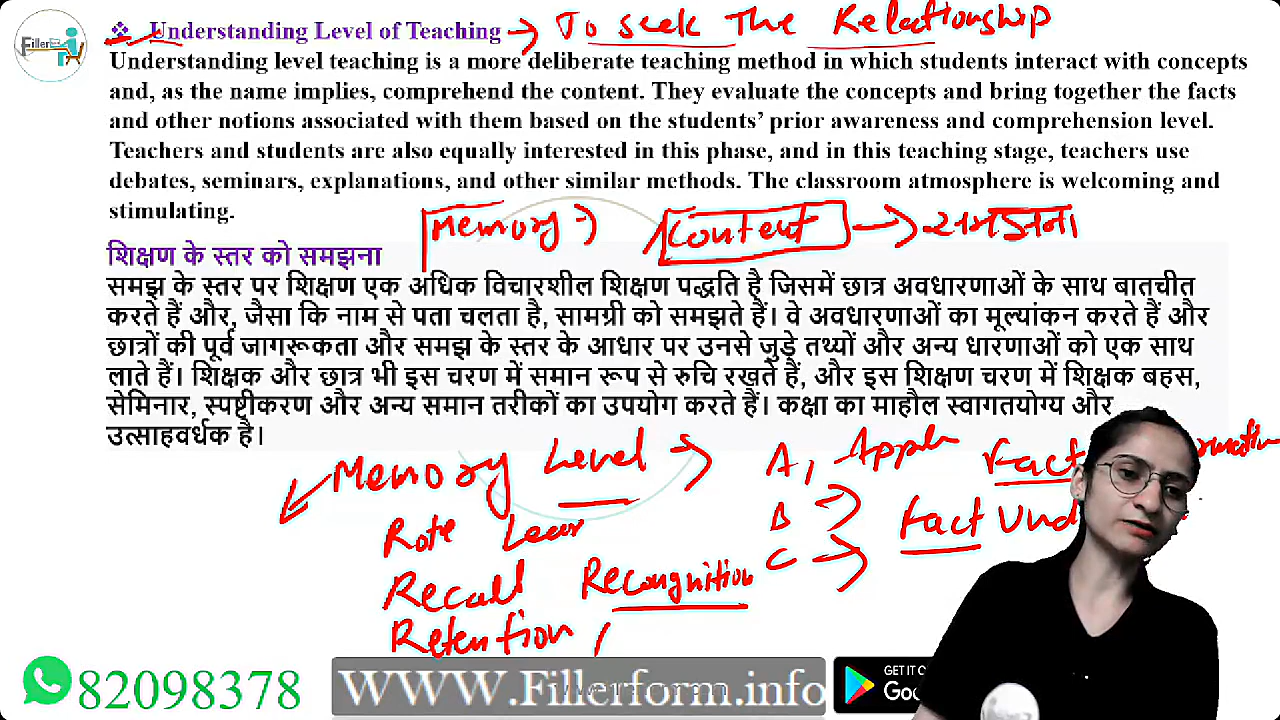 Filler
❖ Understanding Level of Teaching → To seek The Relationship
Understanding level teaching is a more deliberate teaching method in which students interact with concepts
and, as the name implies, comprehend the content. They evaluate the concepts and bring together the facts
and other notions associated with them based on the students' prior awareness and comprehension level.
Teachers and students are also equally interested in this phase, and in this teaching stage, teachers use
debates, seminars, explanations, and other similar methods. The classroom atmosphere is welcoming and
stimulating.
Memory → Content → समझना
शिक्षण के स्तर को समझना
समझ के स्तर पर शिक्षण एक अधिक विचारशील शिक्षण पद्धति है जिसमें छात्र अवधारणाओं के साथ बातचीत
करते हैं और, जैसा कि नाम से पता चलता है, सामग्री को समझते हैं। वे अवधारणाओं का मूल्यांकन करते हैं और
छात्रों की पूर्व जागरूकता और समझ के स्तर के आधार पर उनसे जुड़े तथ्यों और अन्य धारणाओं को एक साथ
लाते हैं। शिक्षक और छात्र भी इस चरण में समान रूप से रुचि रखते हैं, और इस शिक्षण चरण में शिक्षक बहस,
सेमिनार, स्पष्टीकरण और अन्य समान तरीकों का उपयोग करते हैं। कक्षा का माहौल स्वागतयोग्य और
उत्साहवर्धक है।
Memory Level → A, Apple Fact
Rote Lear B → Fact Und
Recall Recongnition C →
Retention
82098378 www.Fillerform.info GET IT O
Goo